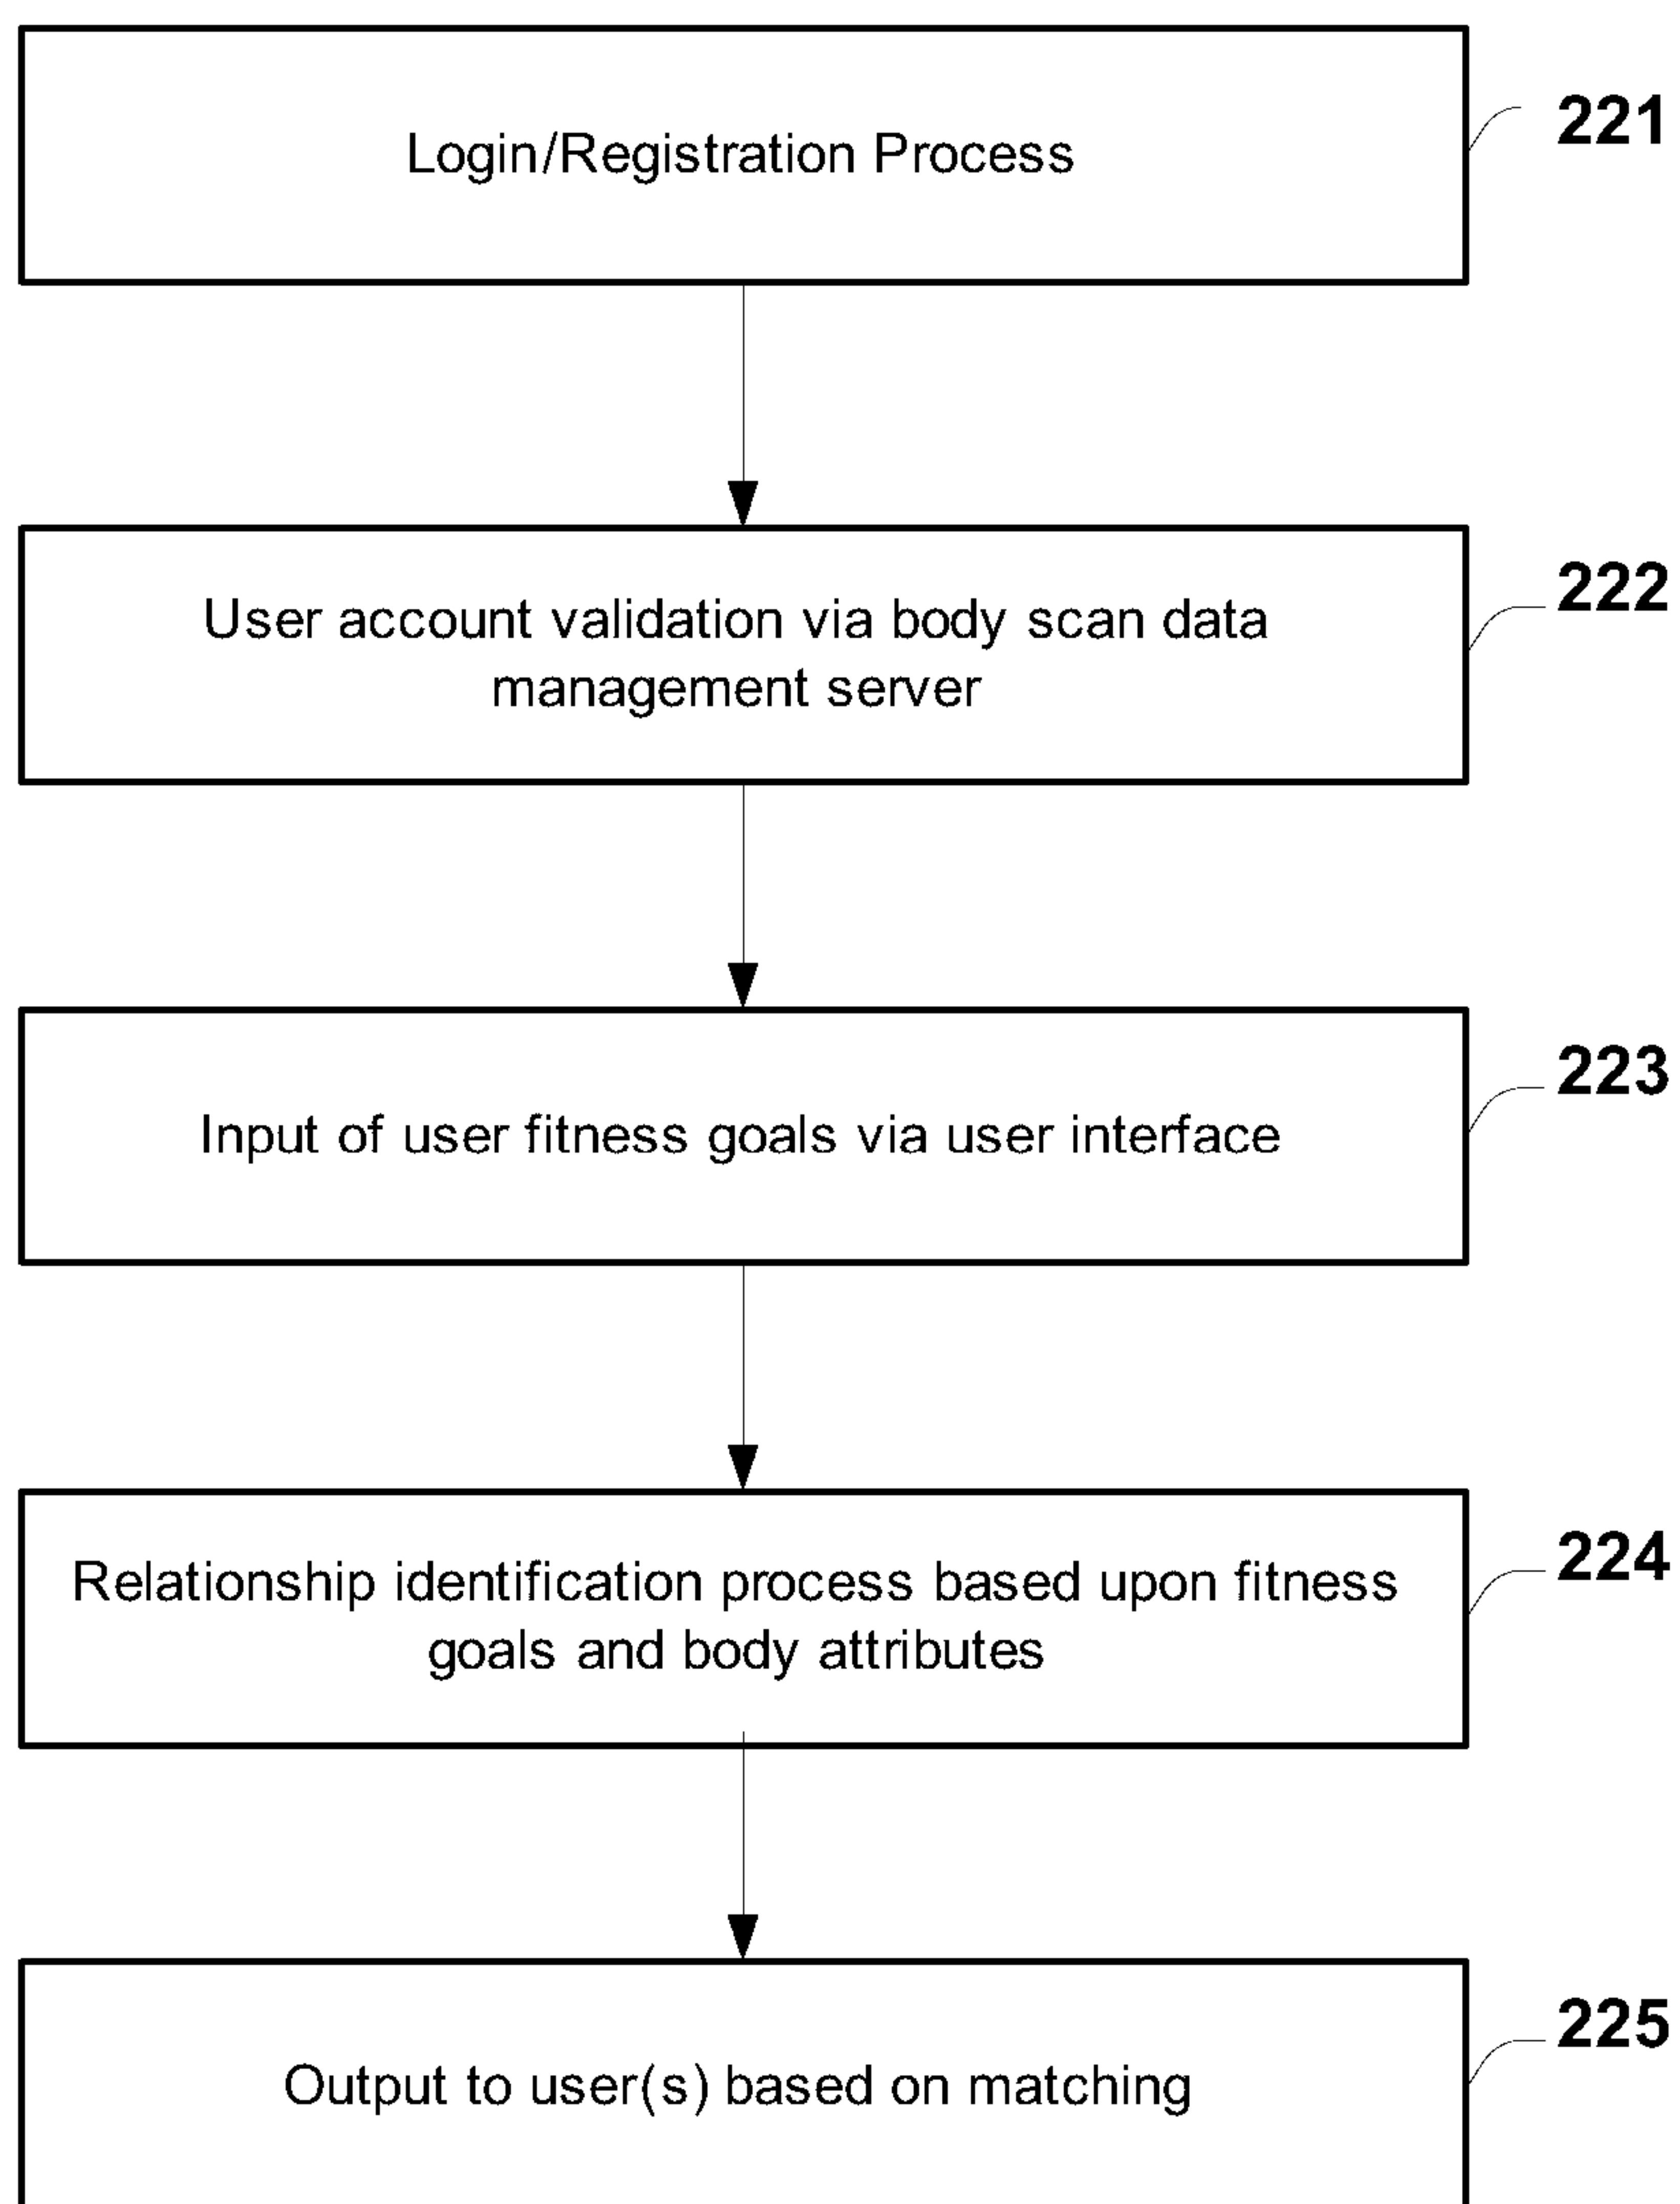 Login/Registration Process
221
User account validation via body scan data
management server
222
Input of user fitness goals via user interface
223
Relationship identification process based upon fitness
goals and body attributes
224
Output to user(s) based on matching
225